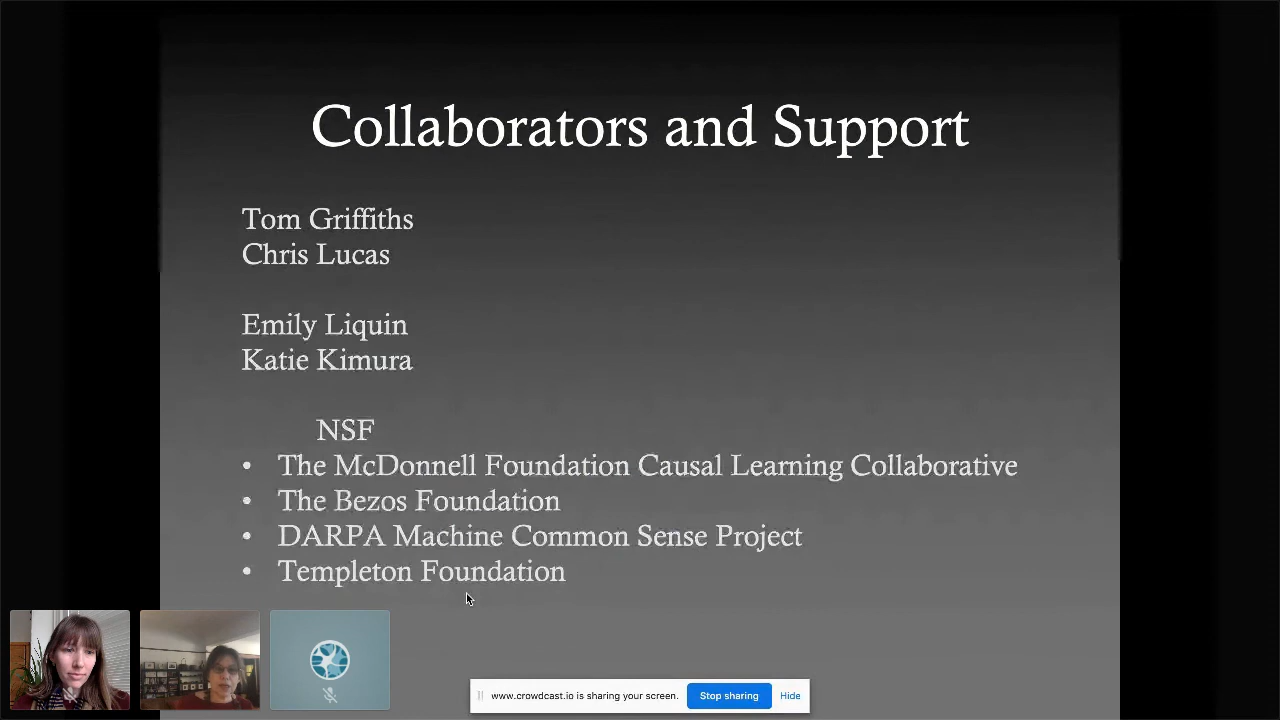 Collaborators and Support
Tom Griffiths
Chris Lucas
Emily Liquin
Katie Kimura
NSF
• The McDonnell Foundation Causal Learning Collaborative
• The Bezos Foundation
• DARPA Machine Common Sense Project
• Templeton Foundation
www.crowdcast.io is sharing your screen. Stop sharing Hide